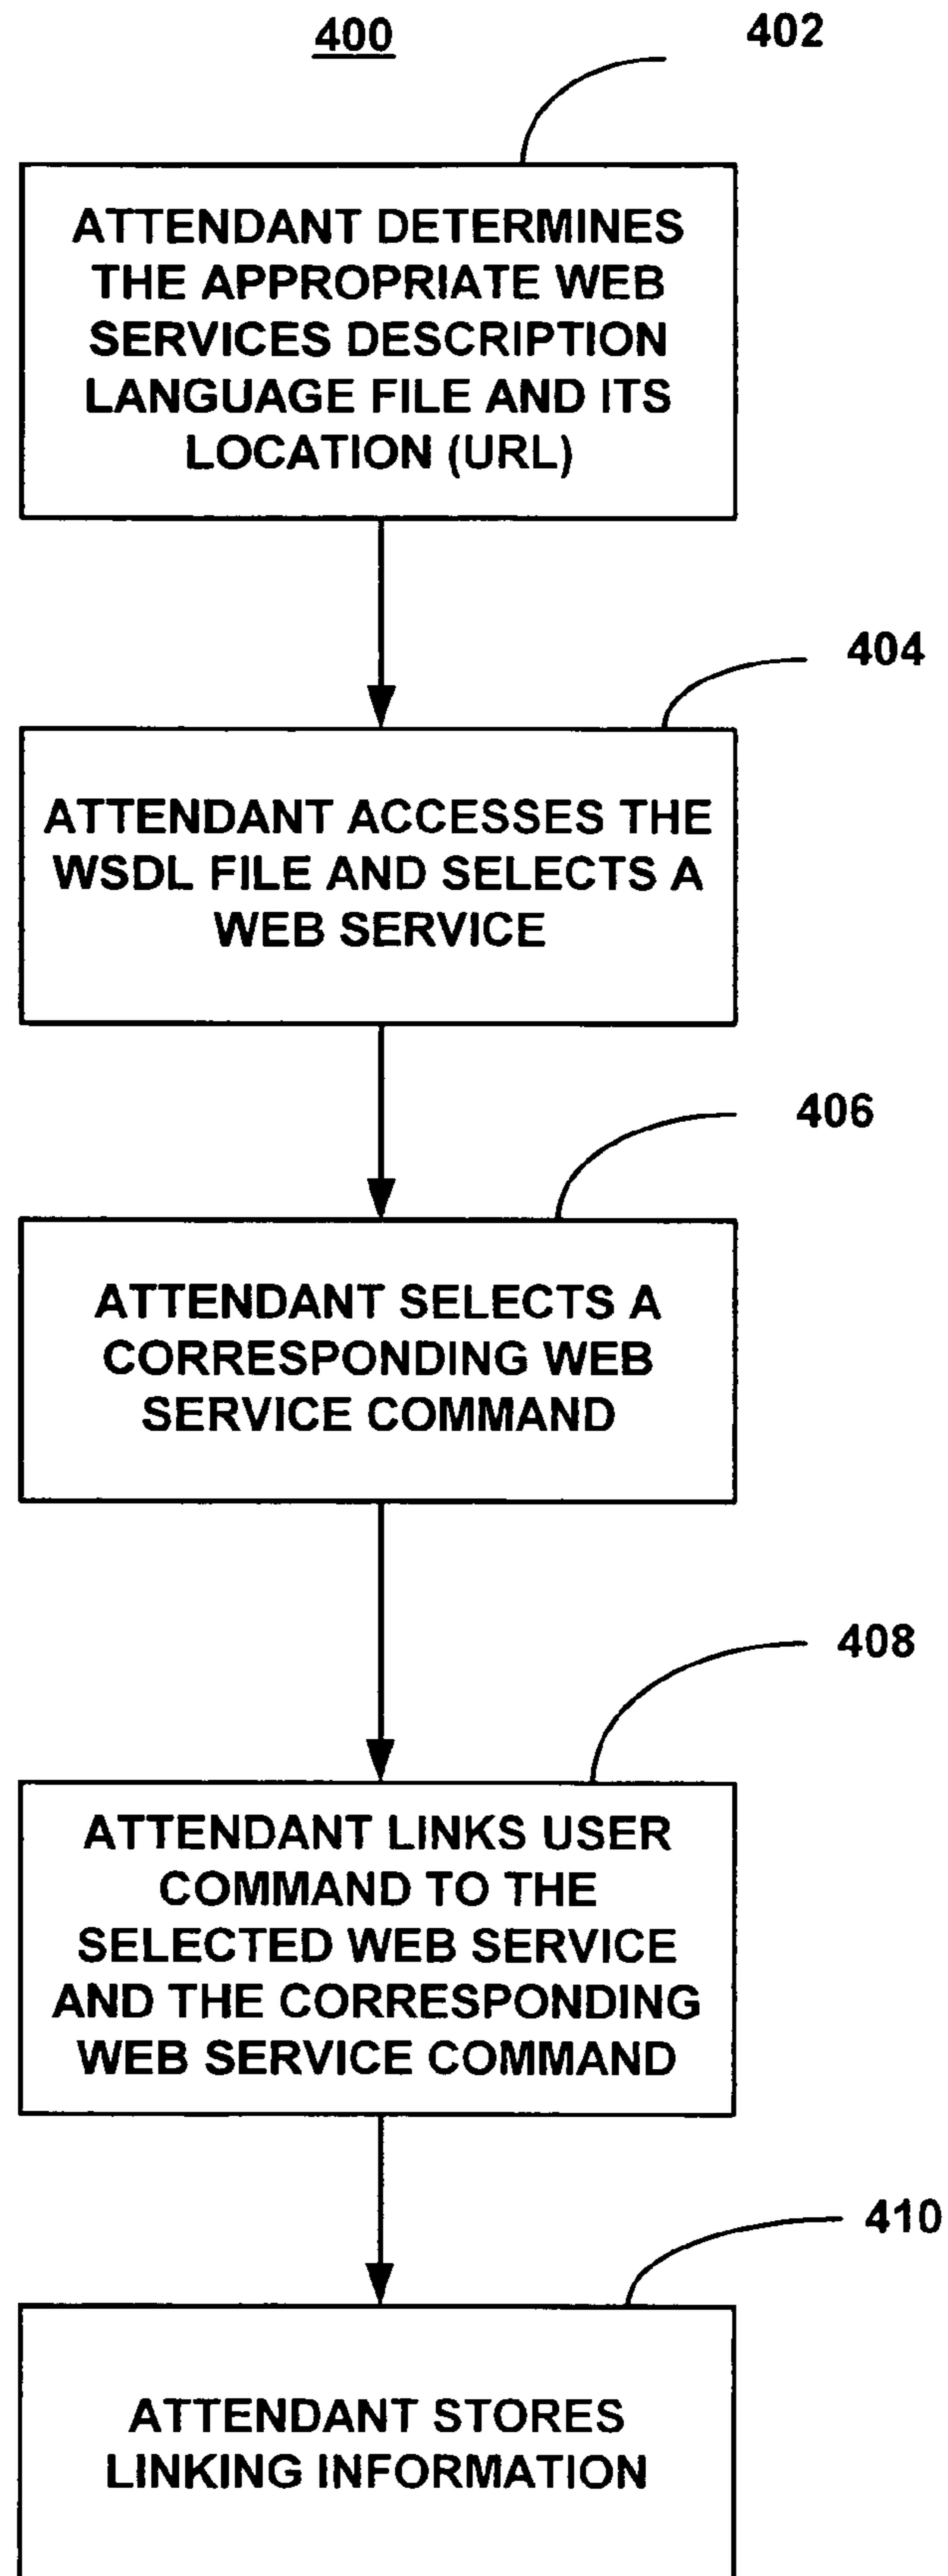 400
402
ATTENDANT DETERMINES
THE APPROPRIATE WEB
SERVICES DESCRIPTION
LANGUAGE FILE AND ITS
LOCATION (URL)
404
ATTENDANT ACCESSES THE
WSDL FILE AND SELECTS A
WEB SERVICE
406
ATTENDANT SELECTS A
CORRESPONDING WEB
SERVICE COMMAND
408
ATTENDANT LINKS USER
COMMAND TO THE
SELECTED WEB SERVICE
AND THE CORRESPONDING
WEB SERVICE COMMAND
410
ATTENDANT STORES
LINKING INFORMATION